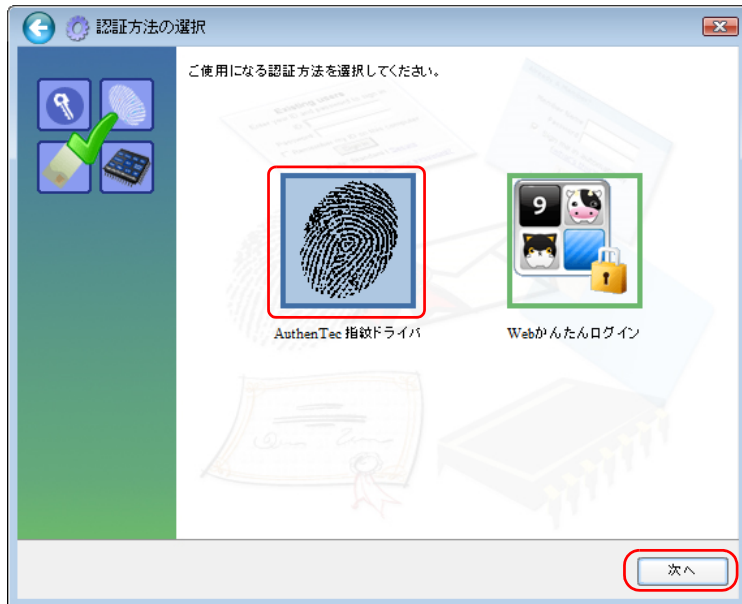 認証方法の選択
ご使用になる認証方法を選択してください。
9
AuthenTec 指紋ドライバ
Webかんたんログイン
次へ